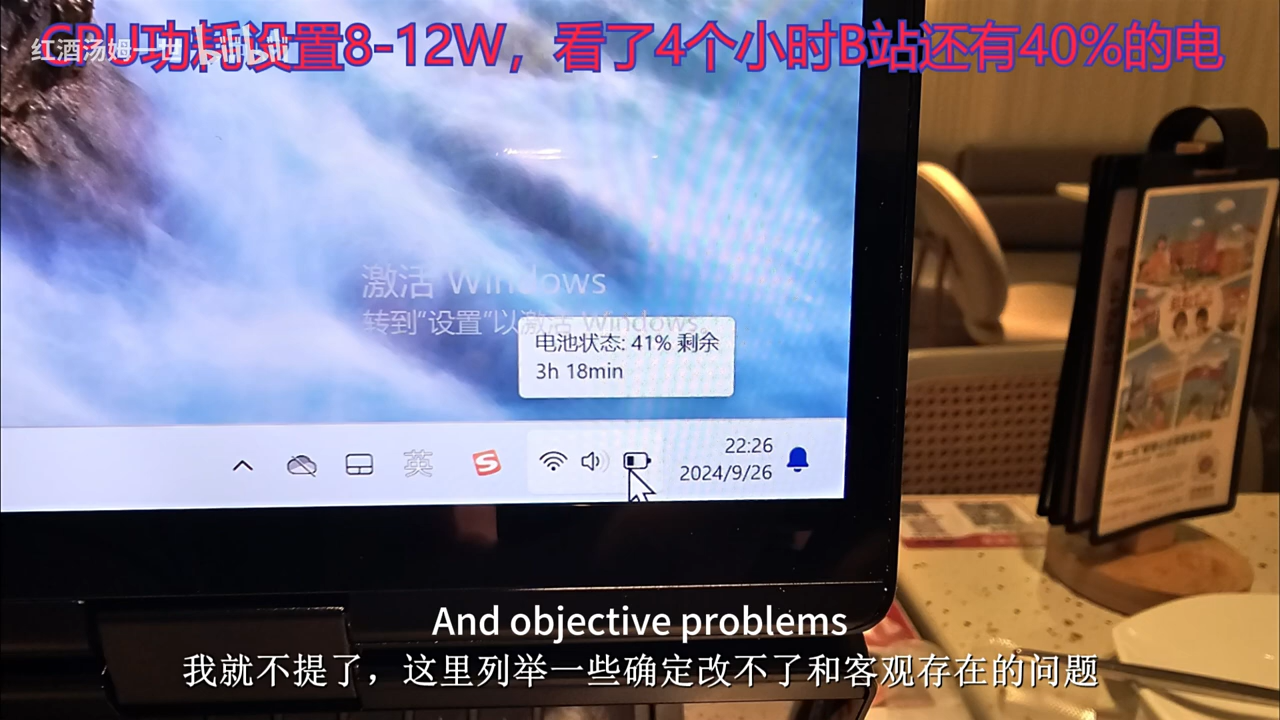 CPU功耗设置8-12W，看了4个小时B站还有40%的电
红酒汤姆一世 bilibili
激活 Windows
转到“设置”以激活 Windows。
电池状态: 41% 剩余
3h 18min
英
S
22:26
2024/9/26
And objective problems
我就不提了，这里列举一些确定改不了和客观存在的问题